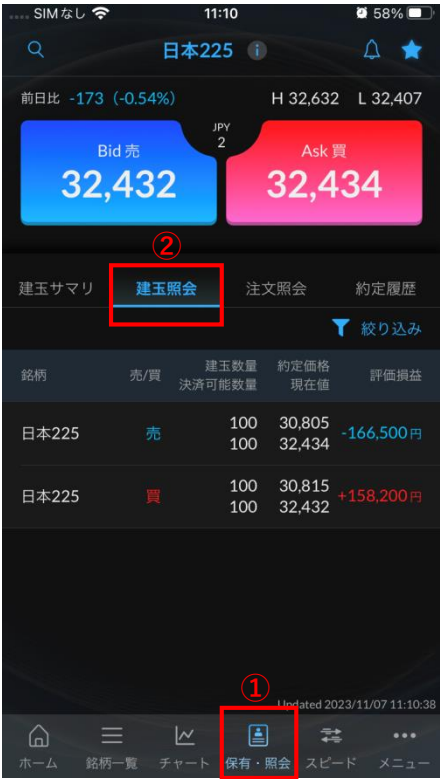 SIMなし 11:10 58%
日本225 i
前日比 -173 (-0.54%) H 32,632 L 32,407
JPY
2
Bid 売 Ask 買
32,432 32,434
②
建玉サマリ 建玉照会 注文照会 約定履歴
絞り込み
銘柄 売/買 建玉数量 約定価格 評価損益
決済可能数量 現在値
日本225 売 100 30,805 -166,500円
100 32,434
日本225 買 100 30,815 +158,200円
100 32,432
①
Updated 2023/11/07 11:10:38
ホーム 銘柄一覧 チャート 保有・照会 スピード メニュー